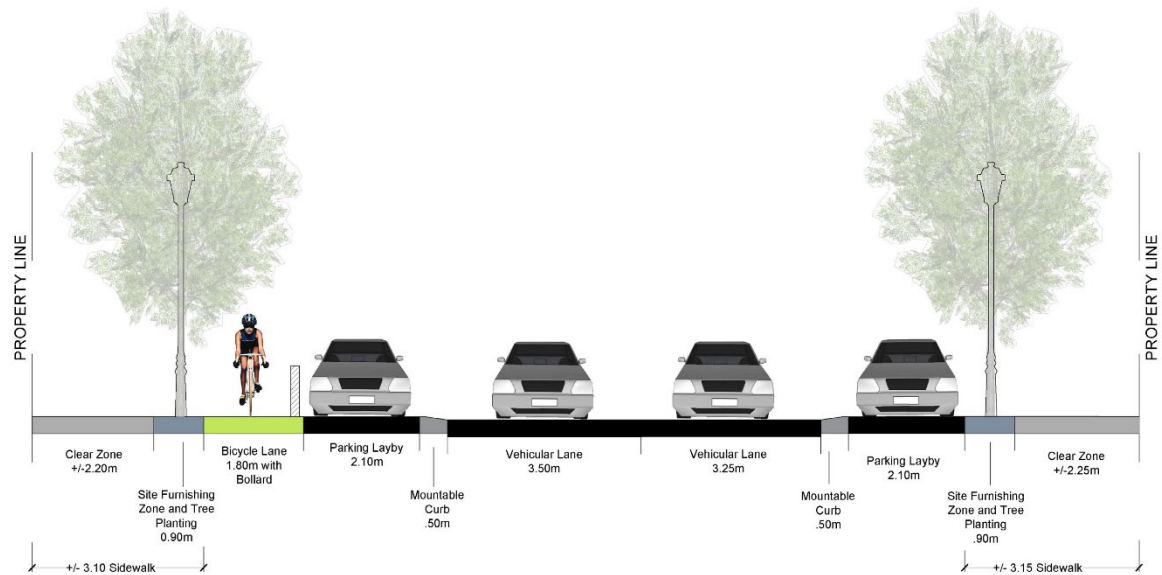 PROPERTY LINE
PROPERTY LINE
Clear Zone
+/-2.20m
Bicycle Lane
1.80m with
Bollard
Parking Layby
2.10m
Vehicular Lane
3.50m
Vehicular Lane
3.25m
Parking Layby
2.10m
Clear Zone
+/-2.25m
Site Furnishing
Zone and Tree
Planting
0.90m
Mountable
Curb
.50m
Mountable
Curb
.50m
Site Furnishing
Zone and Tree
Planting
.90m
+/- 3.10 Sidewalk
+/- 3.15 Sidewalk